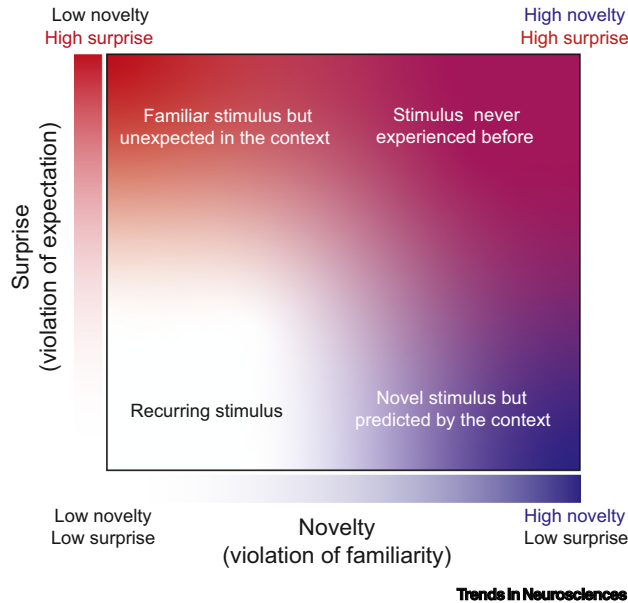 Low novelty
High surprise
High novelty
High surprise
Familiar stimulus but
unexpected in the context
Stimulus never
experienced before
Surprise
(violation of expectation)
Recurring stimulus
Novel stimulus but
predicted by the context
Low novelty
Low surprise
Novelty
(violation of familiarity)
High novelty
Low surprise
Trends in Neurosciences